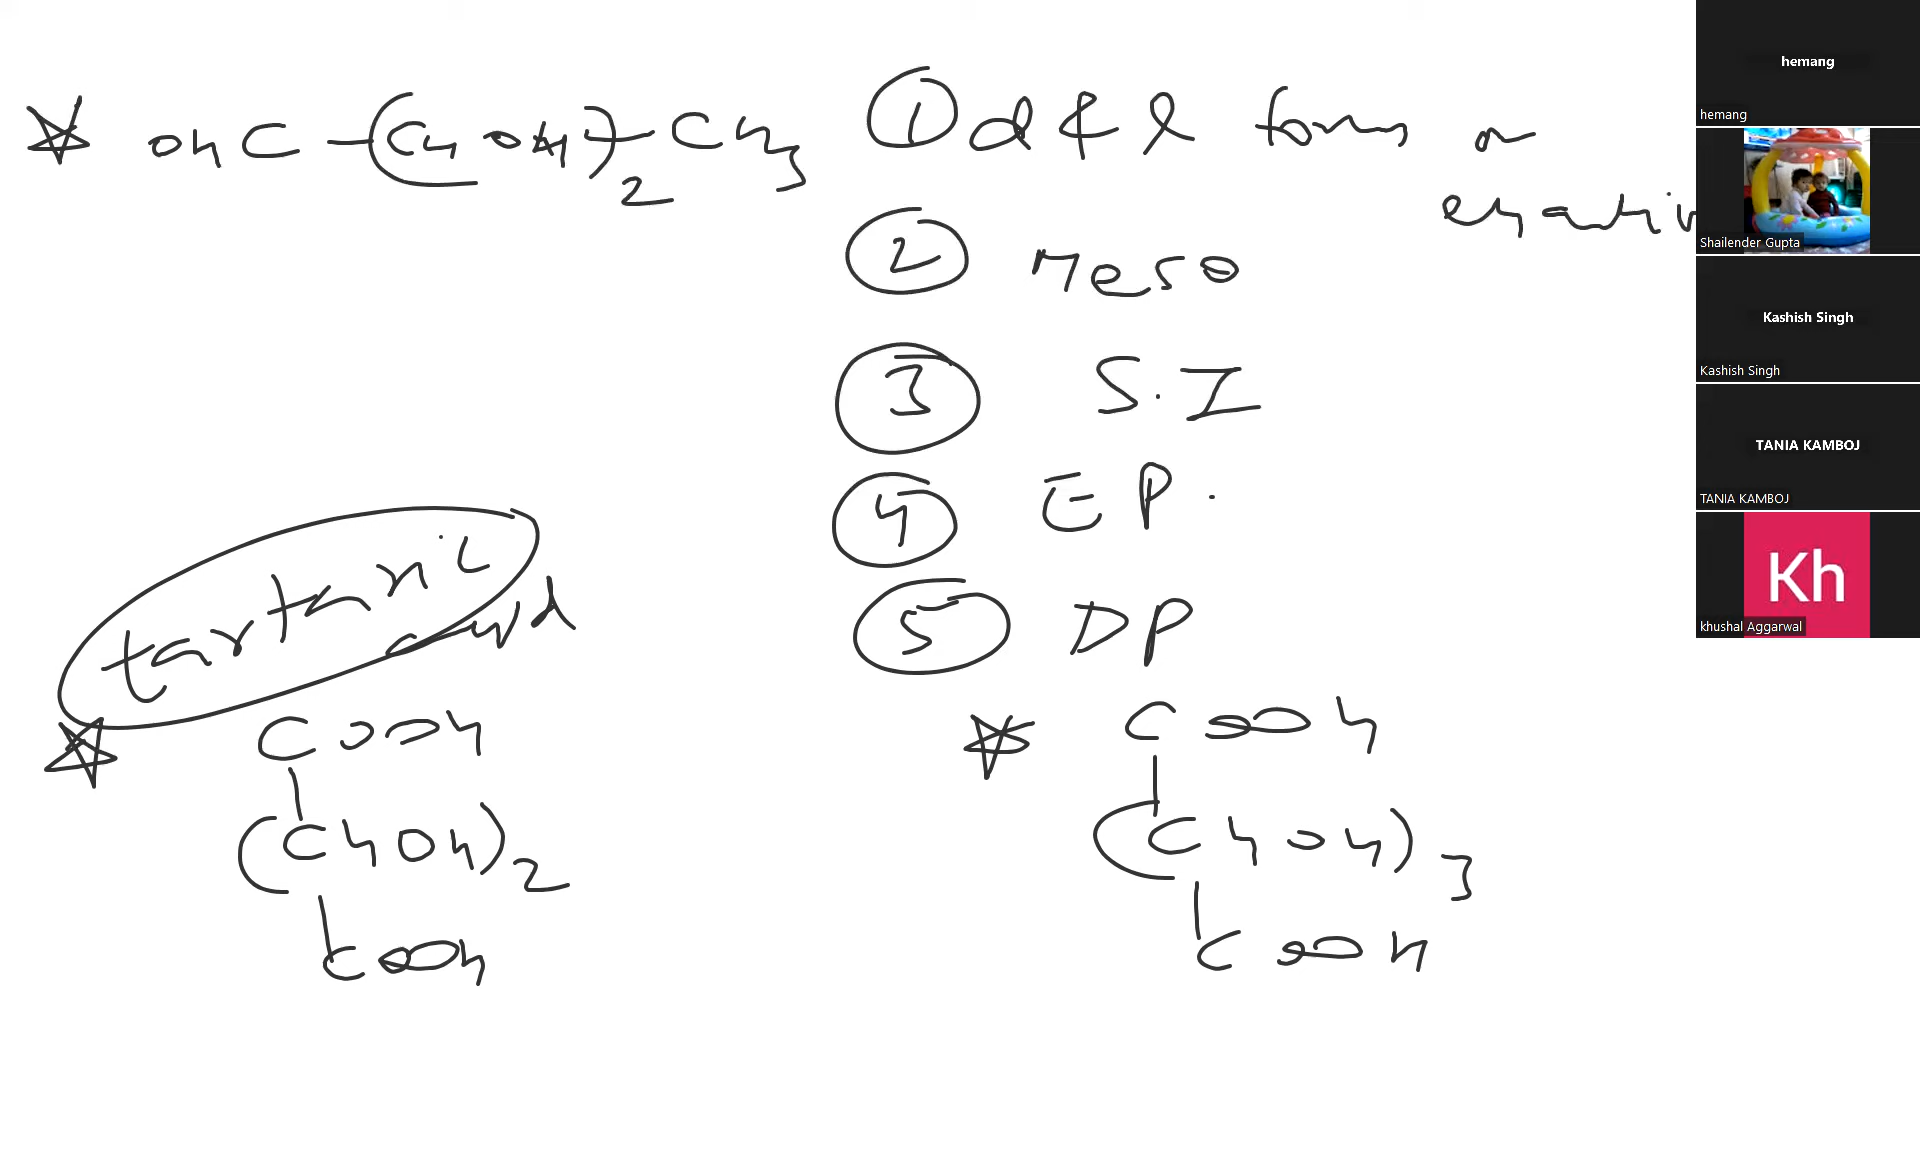 OHC-(CHOH)2-CH3
① d & l forms or
enanti
② Meso
③ S.I
④ EP.
⑤ DP
tartaric
acid
COOH
(CHOH)2
COOH
COOH
(CHOH)3
COOH
hemang
hemang
Shailender Gupta
Kashish Singh
Kashish Singh
TANIA KAMBOJ
TANIA KAMBOJ
Kh
khushal Aggarwal